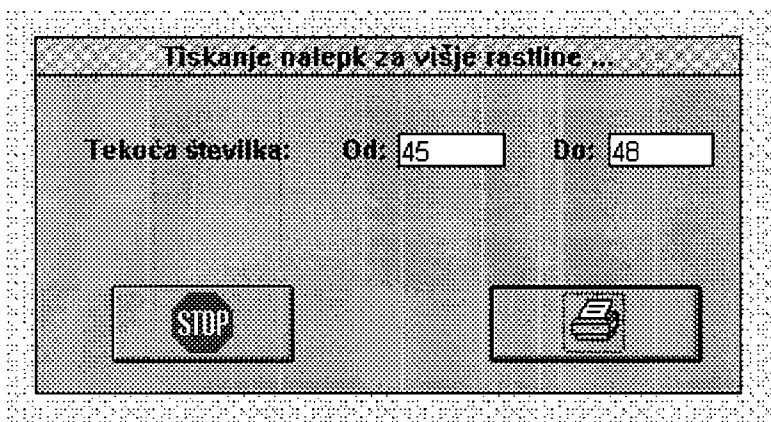 Tiskanje nalepk za višje rastline ...
Tekoča številka: Od: 45 Do: 48
STOP